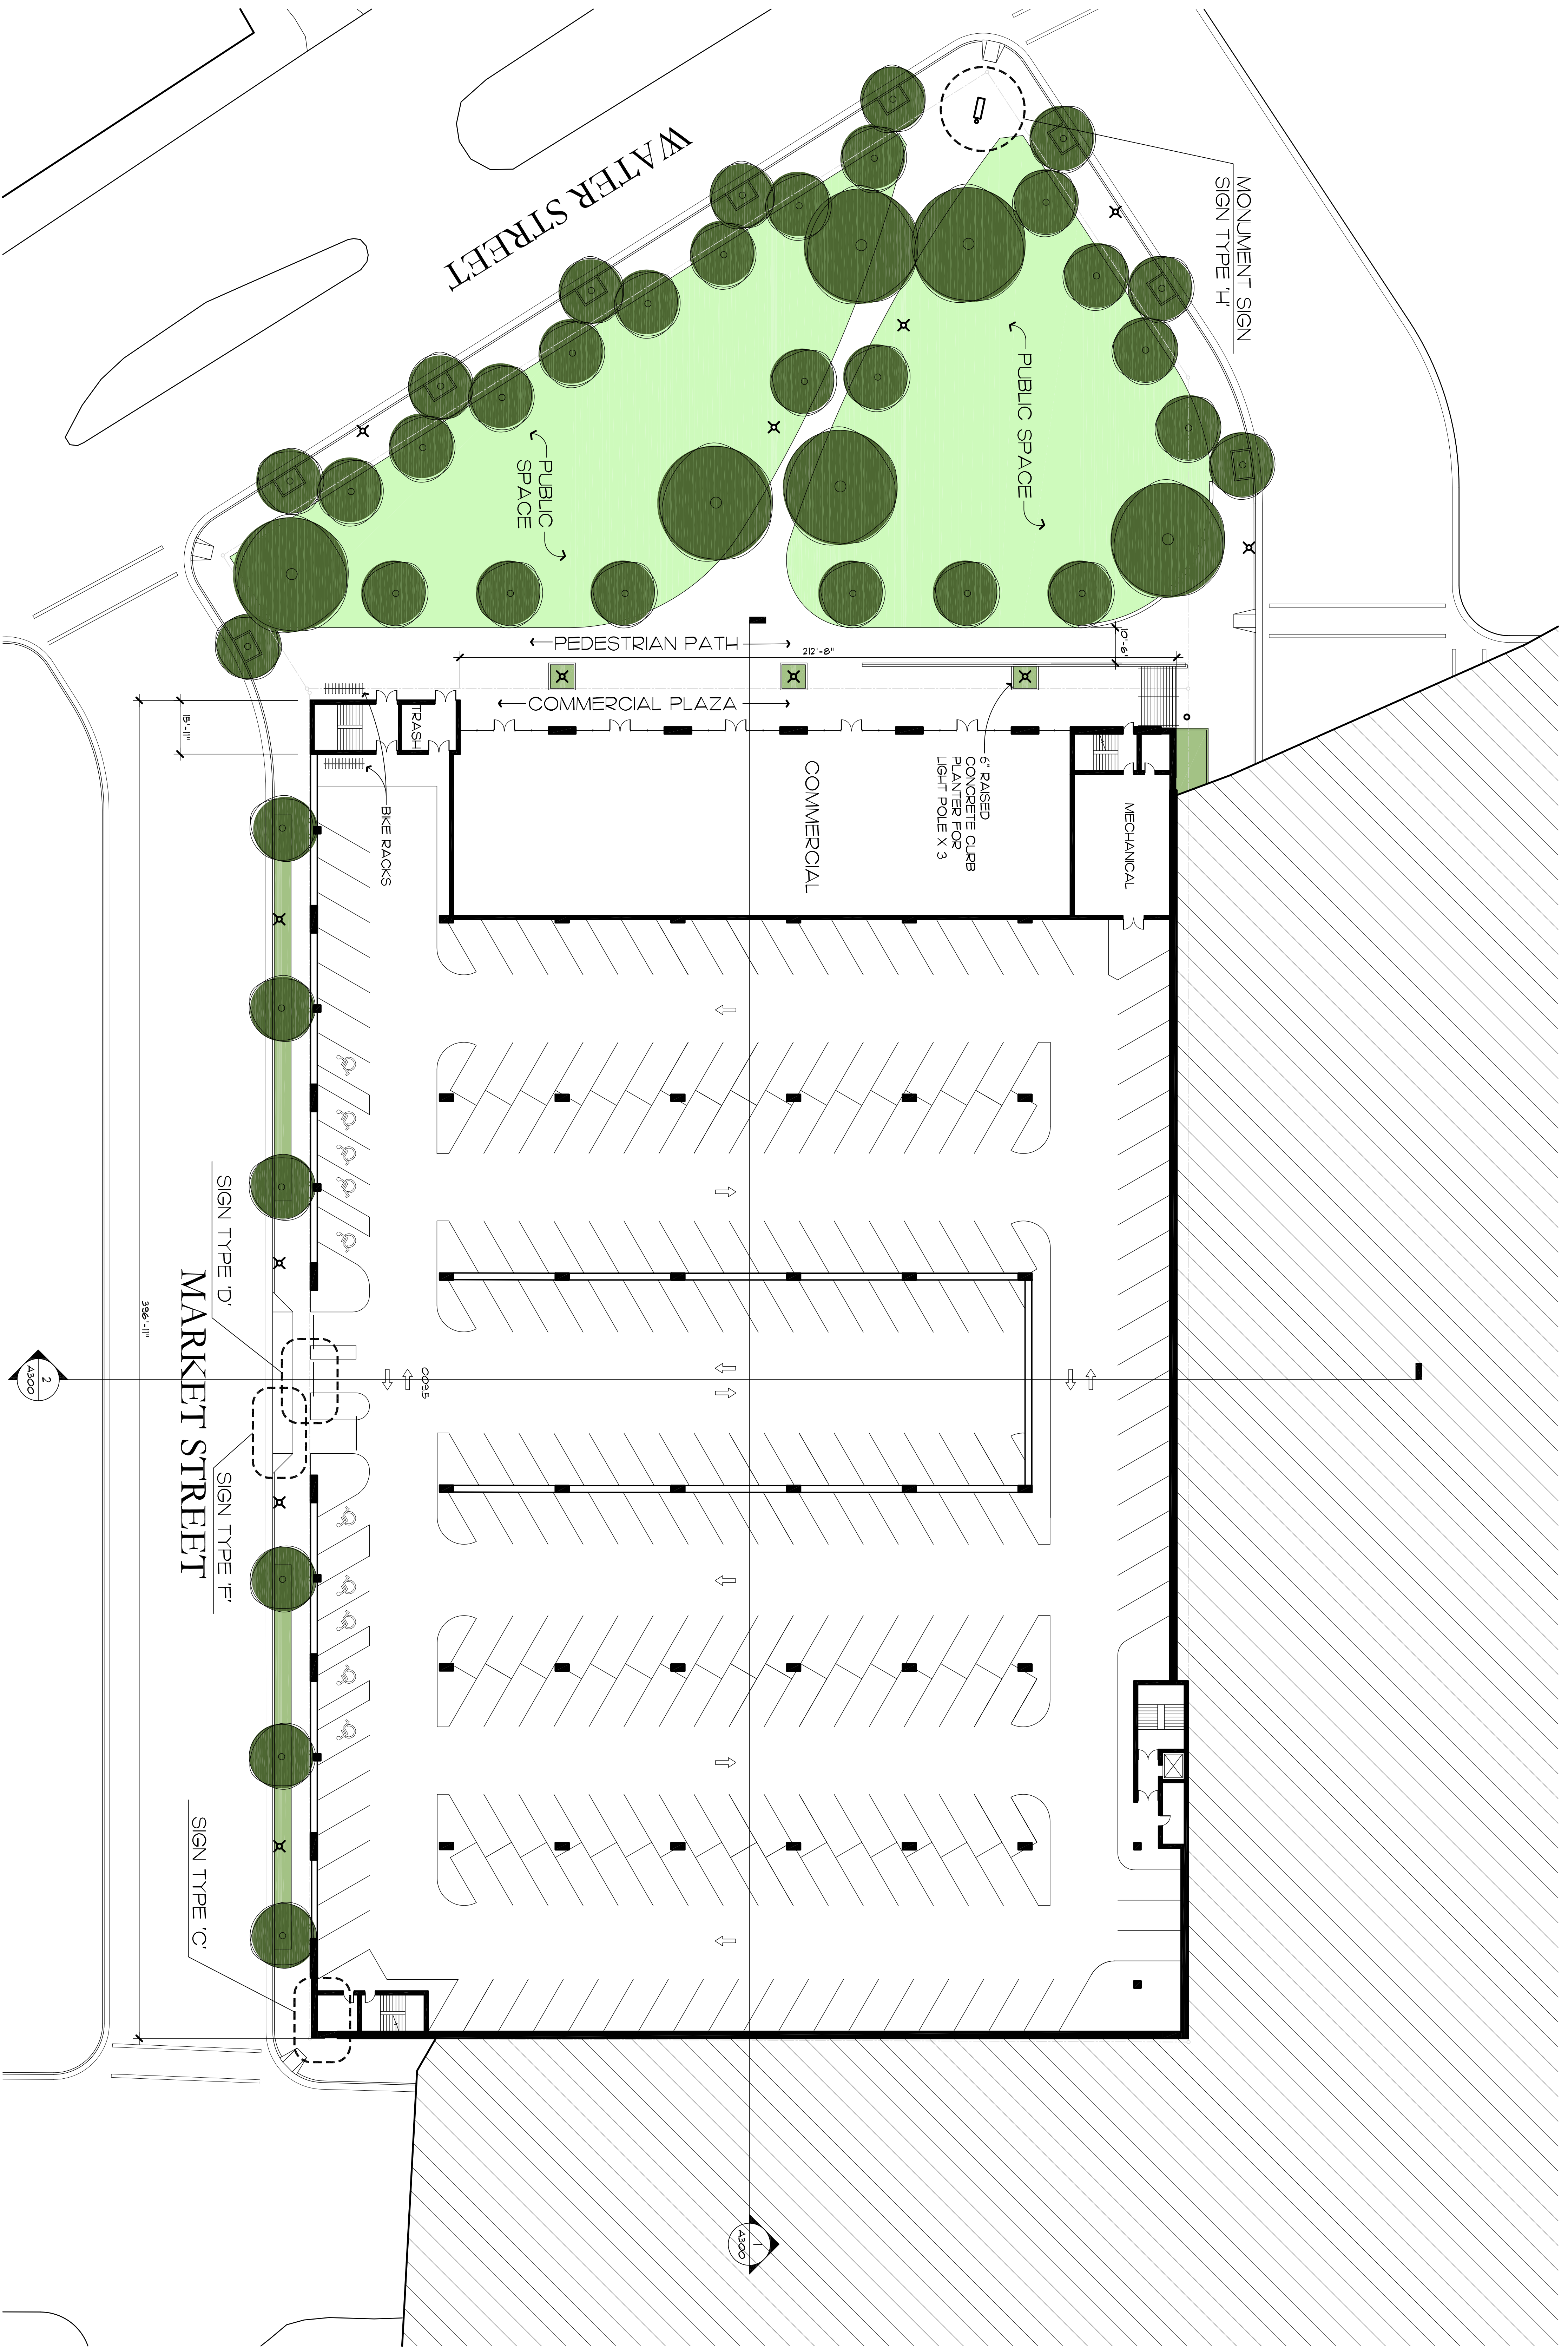 WATER STREET
MONUMENT SIGN
SIGN TYPE 'H'
PUBLIC SPACE
PUBLIC
SPACE
PEDESTRIAN PATH
212'-8"
10'-6"
COMMERCIAL PLAZA
15'-11"
TRASH
BIKE RACKS
COMMERCIAL
6" RAISED
CONCRETE CURB
PLANTER FOR
LIGHT POLE X 3
MECHANICAL
SIGN TYPE 'D'
MARKET STREET
396'-11"
2
A300
009.5
SIGN TYPE 'F'
SIGN TYPE 'C'
1
A300